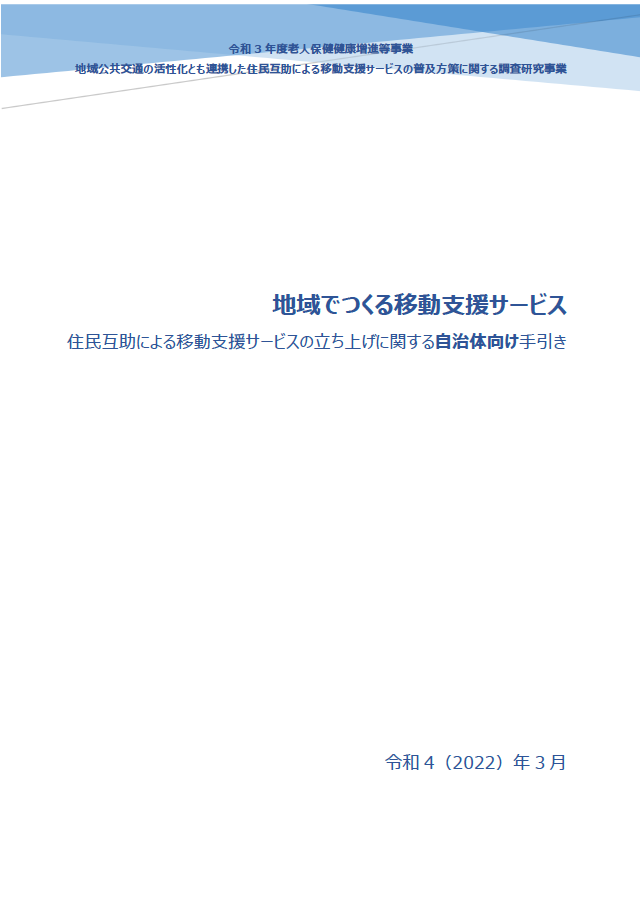 令和３年度老人保健健康増進等事業
地域公共交通の活性化とも連携した住民互助による移動支援サービスの普及方策に関する調査研究事業
地域でつくる移動支援サービス
住民互助による移動支援サービスの立ち上げに関する自治体向け手引き
令和４（2022）年３月